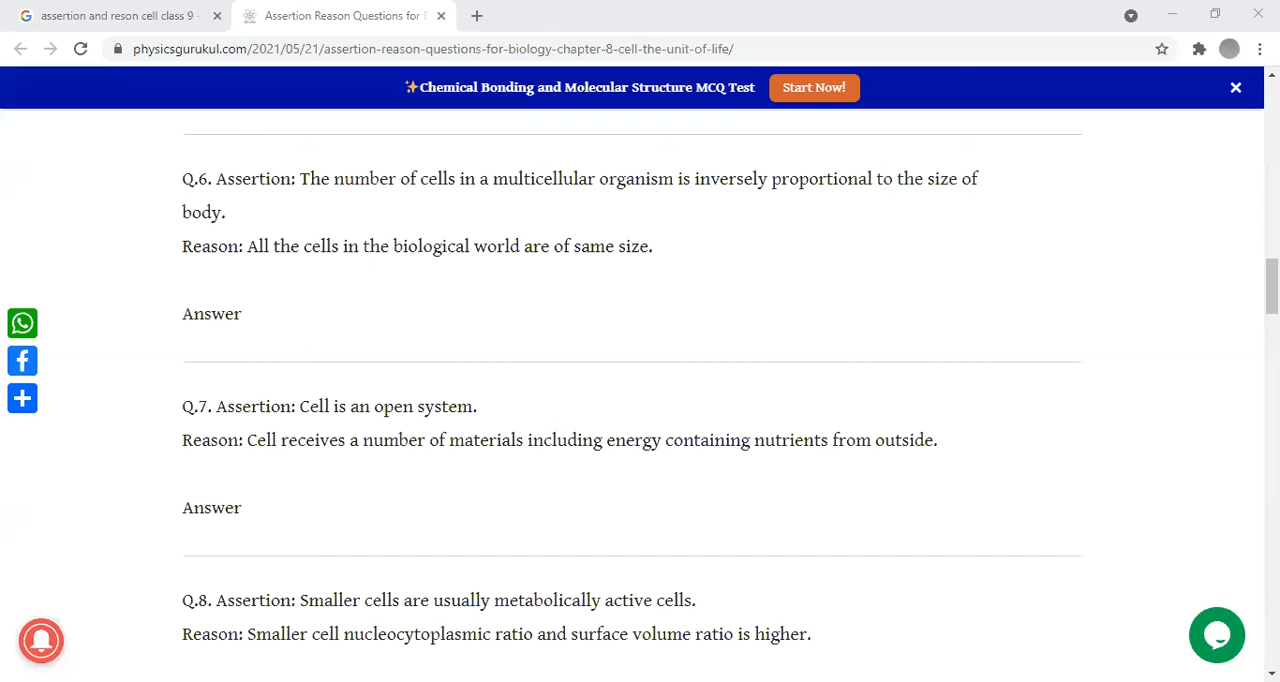 assertion and reson cell class 9 -
Assertion Reason Questions for
physicsgurukul.com/2021/05/21/assertion-reason-questions-for-biology-chapter-8-cell-the-unit-of-life/
✨Chemical Bonding and Molecular Structure MCQ Test Start Now!
Q.6. Assertion: The number of cells in a multicellular organism is inversely proportional to the size of
body.
Reason: All the cells in the biological world are of same size.
Answer
Q.7. Assertion: Cell is an open system.
Reason: Cell receives a number of materials including energy containing nutrients from outside.
Answer
Q.8. Assertion: Smaller cells are usually metabolically active cells.
Reason: Smaller cell nucleocytoplasmic ratio and surface volume ratio is higher.